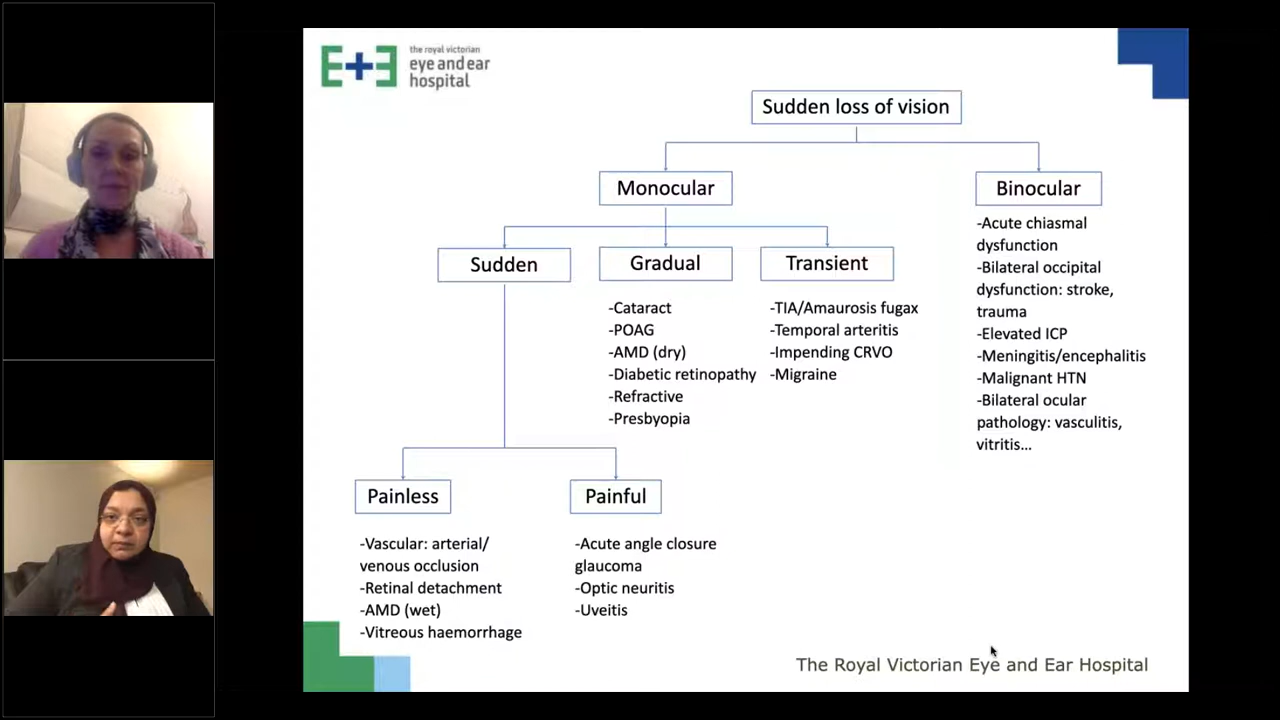 the royal victorian
eye and ear
hospital
Sudden loss of vision
Monocular
Binocular
-Acute chiasmal
dysfunction
-Bilateral occipital
dysfunction: stroke,
trauma
-Elevated ICP
-Meningitis/encephalitis
-Malignant HTN
-Bilateral ocular
pathology: vasculitis,
vitritis...
Sudden
Gradual
Transient
-Cataract
-POAG
-AMD (dry)
-Diabetic retinopathy
-Refractive
-Presbyopia
-TIA/Amaurosis fugax
-Temporal arteritis
-Impending CRVO
-Migraine
Painless
Painful
-Vascular: arterial/
venous occlusion
-Retinal detachment
-AMD (wet)
-Vitreous haemorrhage
-Acute angle closure
glaucoma
-Optic neuritis
-Uveitis
The Royal Victorian Eye and Ear Hospital